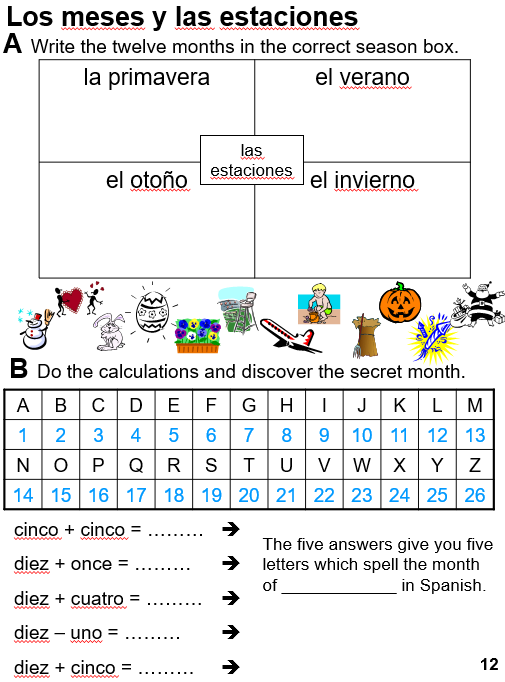 Los meses y las estaciones
A Write the twelve months in the correct season box.
la primavera
el verano
las
estaciones
el otoño
el invierno
B Do the calculations and discover the secret month.
A B C D E F G H I J K L M
1 2 3 4 5 6 7 8 9 10 11 12 13
N O P Q R S T U V W X Y Z
14 15 16 17 18 19 20 21 22 23 24 25 26
cinco + cinco = ……… ➔
diez + once = ……… ➔
diez + cuatro = ……… ➔
diez – uno = ……… ➔
diez + cinco = ……… ➔
The five answers give you five
letters which spell the month
of ____________ in Spanish.
12